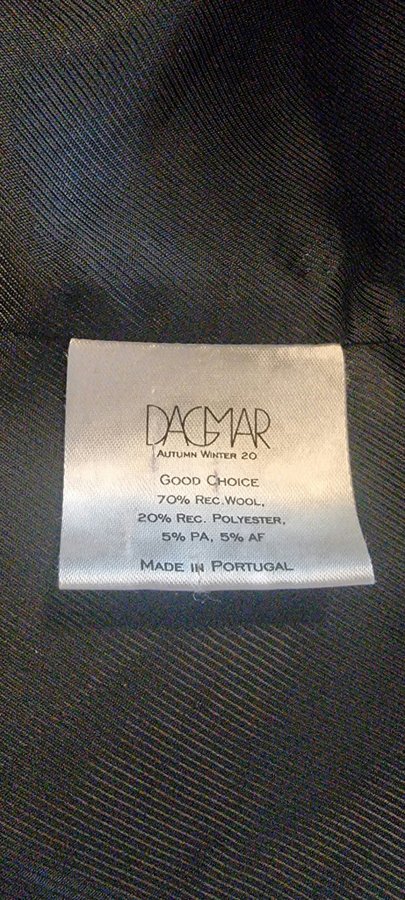 DAGMAR
AUTUMN WINTER 20
GOOD CHOICE
70% REC.WOOL,
20% REC. POLYESTER,
5% PA, 5% AF
MADE IN PORTUGAL